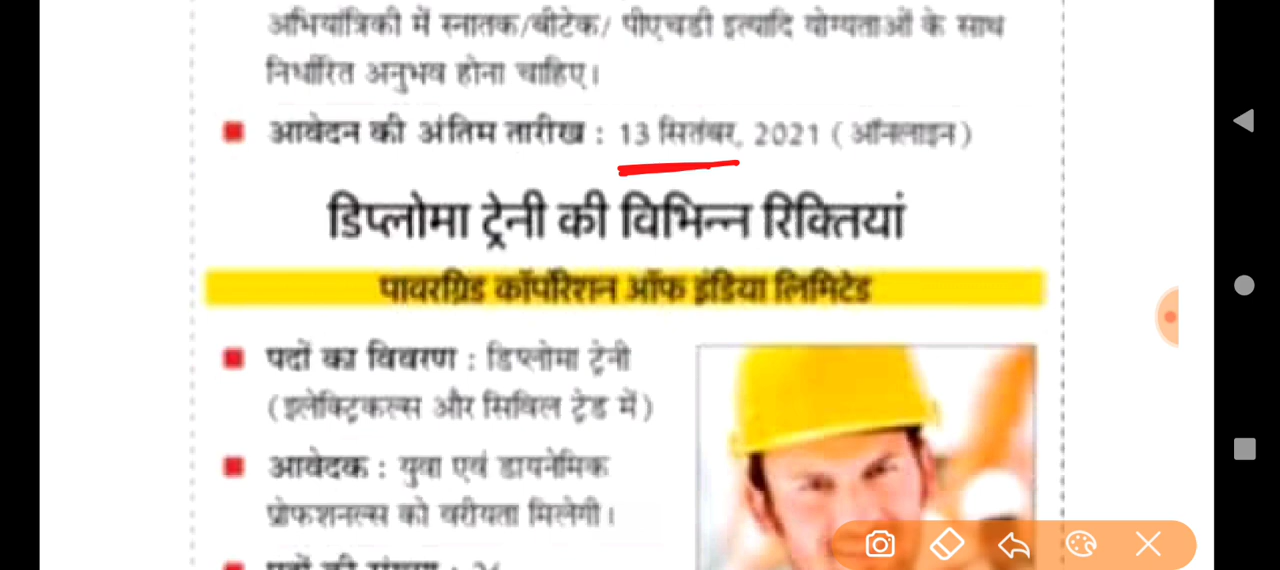 अभियांत्रिकी में स्नातक/बीटेक/ पीएचडी इत्यादि योग्यताओं के साथ
निर्धारित अनुभव होना चाहिए।
आवेदन की अंतिम तारीख : 13 सितंबर, 2021 ( ऑनलाइन )
डिप्लोमा ट्रेनी की विभिन्न रिक्तियां
पावरग्रिड कॉर्पोरेशन ऑफ इंडिया लिमिटेड
पदों का विवरण : डिप्लोमा ट्रेनी
(इलेक्ट्रिकल्स और सिविल ट्रेड में)
आवेदक : युवा एवं डायनेमिक
प्रोफेशनल्स को वरीयता मिलेगी।